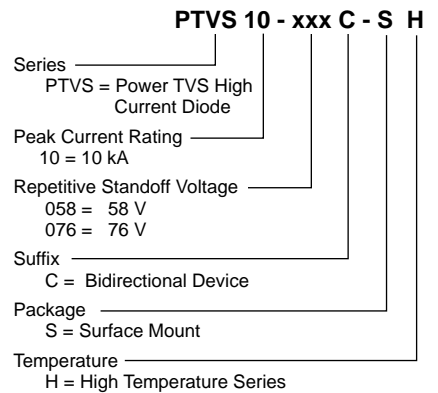 PTVS 10 - xxx C - S H
Series
PTVS = Power TVS High
Current Diode
Peak Current Rating
10 = 10 kA
Repetitive Standoff Voltage
058 = 58 V
076 = 76 V
Suffix
C = Bidirectional Device
Package
S = Surface Mount
Temperature
H = High Temperature Series